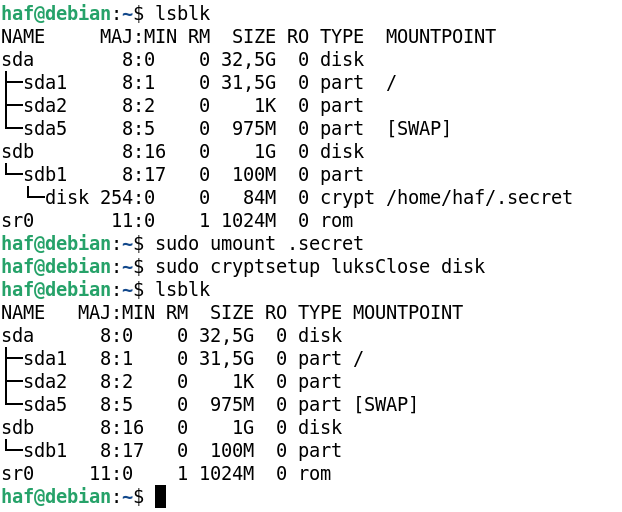 haf@debian:~$ lsblk
NAME     MAJ:MIN RM   SIZE RO TYPE  MOUNTPOINT
sda        8:0    0  32,5G  0 disk
├─sda1     8:1    0  31,5G  0 part  /
├─sda2     8:2    0     1K  0 part
└─sda5     8:5    0   975M  0 part  [SWAP]
sdb        8:16   0     1G  0 disk
└─sdb1     8:17   0   100M  0 part
  └─disk 254:0    0    84M  0 crypt /home/haf/.secret
sr0       11:0    1 1024M  0 rom
haf@debian:~$ sudo umount .secret
haf@debian:~$ sudo cryptsetup luksClose disk
haf@debian:~$ lsblk
NAME   MAJ:MIN RM   SIZE RO TYPE MOUNTPOINT
sda      8:0    0  32,5G  0 disk
├─sda1   8:1    0  31,5G  0 part /
├─sda2   8:2    0     1K  0 part
└─sda5   8:5    0   975M  0 part [SWAP]
sdb      8:16   0     1G  0 disk
└─sdb1   8:17   0   100M  0 part
sr0     11:0    1 1024M  0 rom
haf@debian:~$